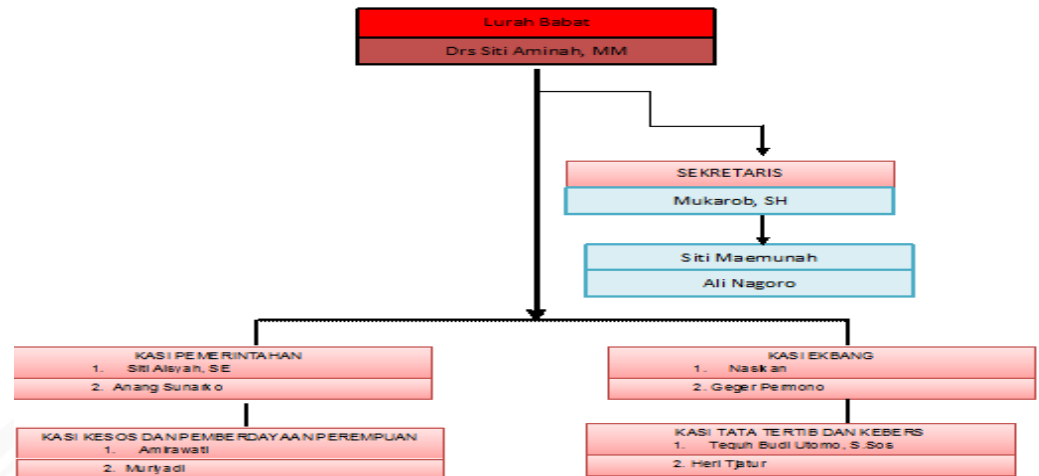 Lurah Babat
Drs Siti Aminah, MM
SEKRETARIS
Mukarob, SH
Siti Maemunah
Ali Nagoro
KASI PEMERINTAHAN
1. Siti Aisyah, SE
2. Anang Sunarko
KASI EKBANG
1. Nasikan
2. Geger Permono
KASI KESOS DAN PEMBERDAYAAN PEREMPUAN
1. Amirawati
2. Muriyadi
KASI TATA TERTIB DAN KEBERS
1. Teguh Budi Utomo, S.Sos
2. Heri Tjatur